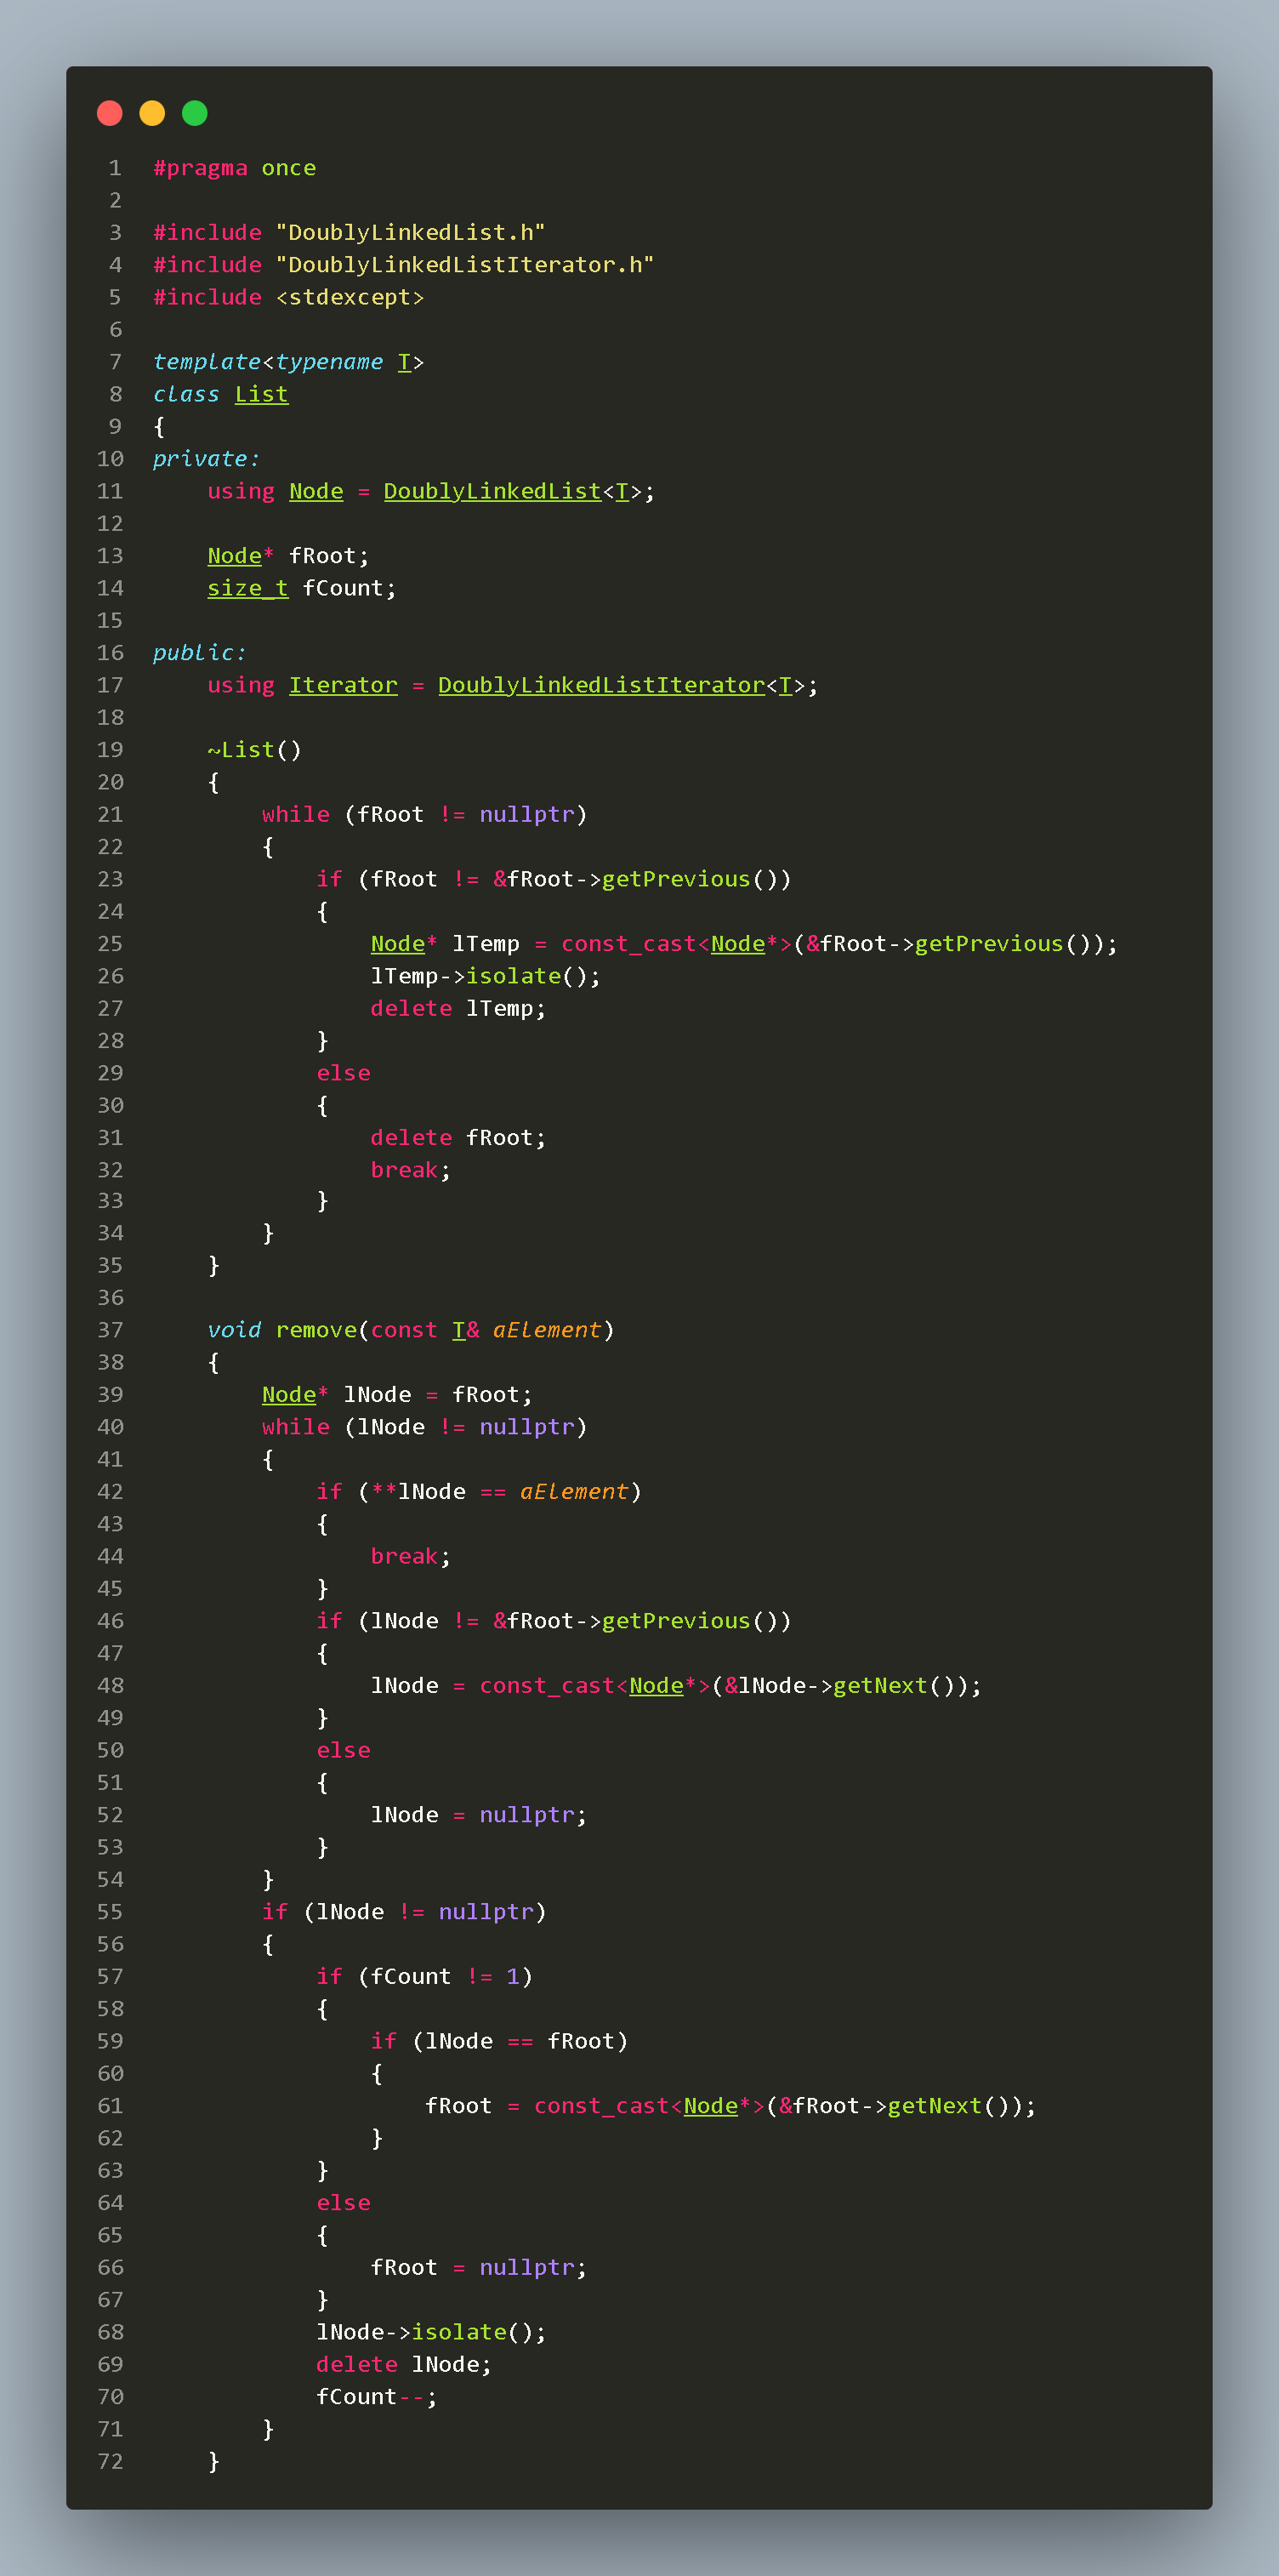 1 #pragma once
2
3 #include "DoublyLinkedList.h"
4 #include "DoublyLinkedListIterator.h"
5 #include <stdexcept>
6
7 template<typename T>
8 class List
9 {
10 private:
11     using Node = DoublyLinkedList<T>;
12
13     Node* fRoot;
14     size_t fCount;
15
16 public:
17     using Iterator = DoublyLinkedListIterator<T>;
18
19     ~List()
20     {
21         while (fRoot != nullptr)
22         {
23             if (fRoot != &fRoot->getPrevious())
24             {
25                 Node* lTemp = const_cast<Node*>(&fRoot->getPrevious());
26                 lTemp->isolate();
27                 delete lTemp;
28             }
29             else
30             {
31                 delete fRoot;
32                 break;
33             }
34         }
35     }
36
37     void remove(const T& aElement)
38     {
39         Node* lNode = fRoot;
40         while (lNode != nullptr)
41         {
42             if (**lNode == aElement)
43             {
44                 break;
45             }
46             if (lNode != &fRoot->getPrevious())
47             {
48                 lNode = const_cast<Node*>(&lNode->getNext());
49             }
50             else
51             {
52                 lNode = nullptr;
53             }
54         }
55         if (lNode != nullptr)
56         {
57             if (fCount != 1)
58             {
59                 if (lNode == fRoot)
60                 {
61                     fRoot = const_cast<Node*>(&fRoot->getNext());
62                 }
63             }
64             else
65             {
66                 fRoot = nullptr;
67             }
68             lNode->isolate();
69             delete lNode;
70             fCount--;
71         }
72     }